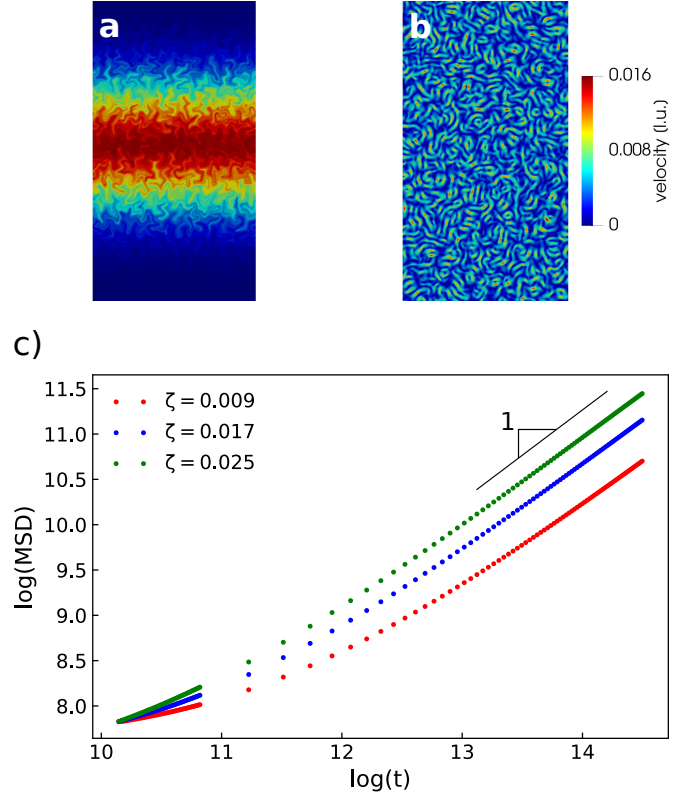 a
b
0.016
0.008
0
velocity (l.u.)
c)
11.5
11.0
10.5
10.0
9.5
9.0
8.5
8.0
log(MSD)
ζ = 0.009
ζ = 0.017
ζ = 0.025
1
10 11 12 13 14
log(t)